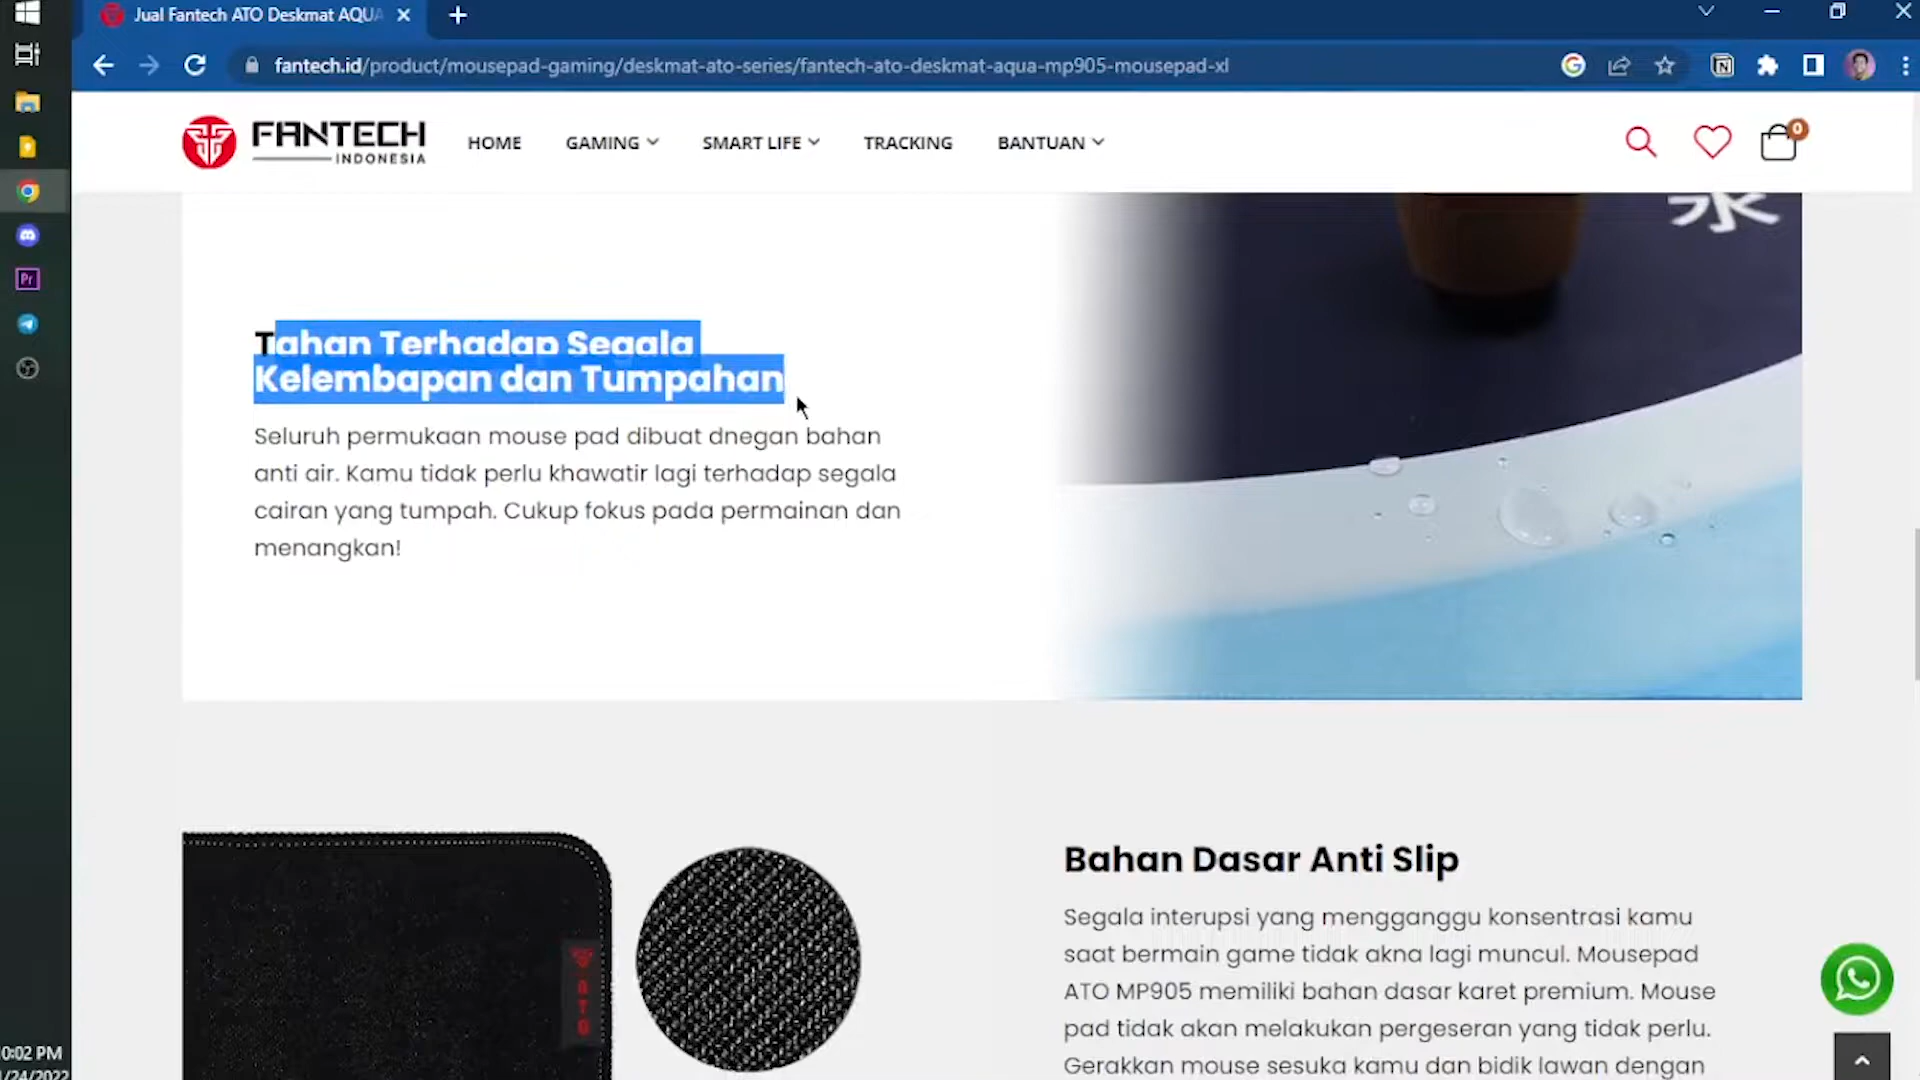 Jual Fantech ATO Deskmat AQUA
fantech.id/product/mousepad-gaming/deskmat-ato-series/fantech-ato-deskmat-aqua-mp905-mousepad-xl
FANTECH
INDONESIA
HOME
GAMING
SMART LIFE
TRACKING
BANTUAN
0
Pr
Tahan Terhadap Segala
Kelembapan dan Tumpahan
Seluruh permukaan mouse pad dibuat dnegan bahan
anti air. Kamu tidak perlu khawatir lagi terhadap segala
cairan yang tumpah. Cukup fokus pada permainan dan
menangkan!
Bahan Dasar Anti Slip
Segala interupsi yang mengganggu konsentrasi kamu
saat bermain game tidak akna lagi muncul. Mousepad
ATO MP905 memiliki bahan dasar karet premium. Mouse
pad tidak akan melakukan pergeseran yang tidak perlu.
Gerakkan mouse sesuka kamu dan bidik lawan dengan
ATO
0:02 PM
/24/2022